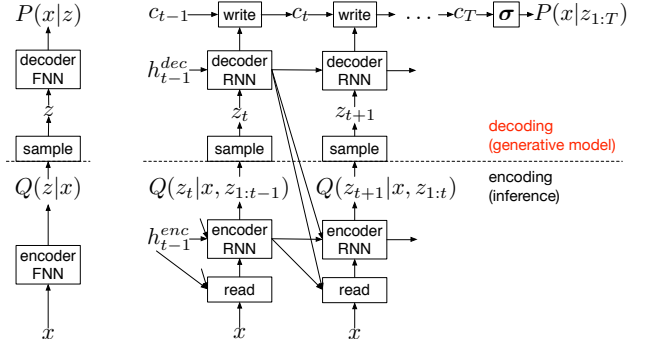 P(x|z)
decoder
FNN
z
sample
Q(z|x)
encoder
FNN
x
c_{t-1} write c_t write ... c_T σ P(x|z_{1:T})
h_{t-1}^{dec} decoder
RNN
decoder
RNN
z_t z_{t+1}
sample sample
decoding
(generative model)
encoding
(inference)
Q(z_t|x, z_{1:t-1}) Q(z_{t+1}|x, z_{1:t})
h_{t-1}^{enc} encoder
RNN
encoder
RNN
read read
x x